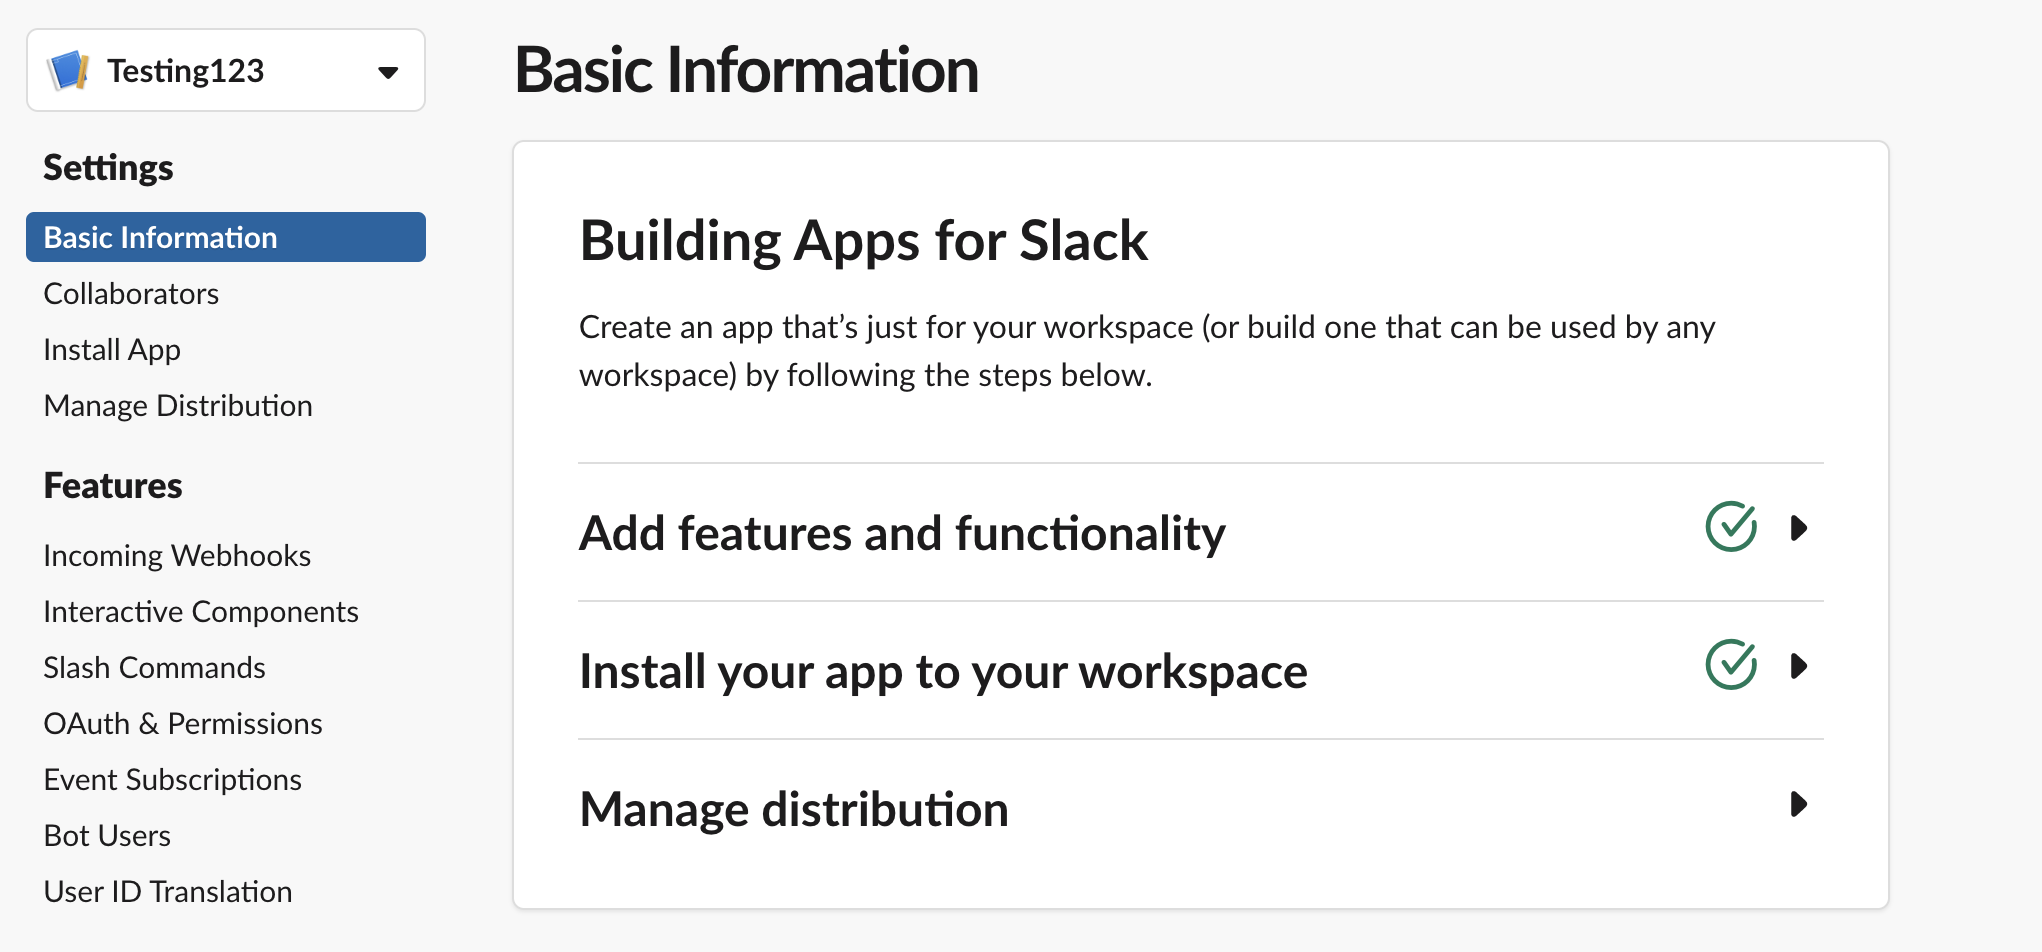 Testing123
Settings
Basic Information
Collaborators
Install App
Manage Distribution
Features
Incoming Webhooks
Interactive Components
Slash Commands
OAuth & Permissions
Event Subscriptions
Bot Users
User ID Translation
Basic Information
Building Apps for Slack
Create an app that’s just for your workspace (or build one that can be used by any
workspace) by following the steps below.
Add features and functionality
Install your app to your workspace
Manage distribution